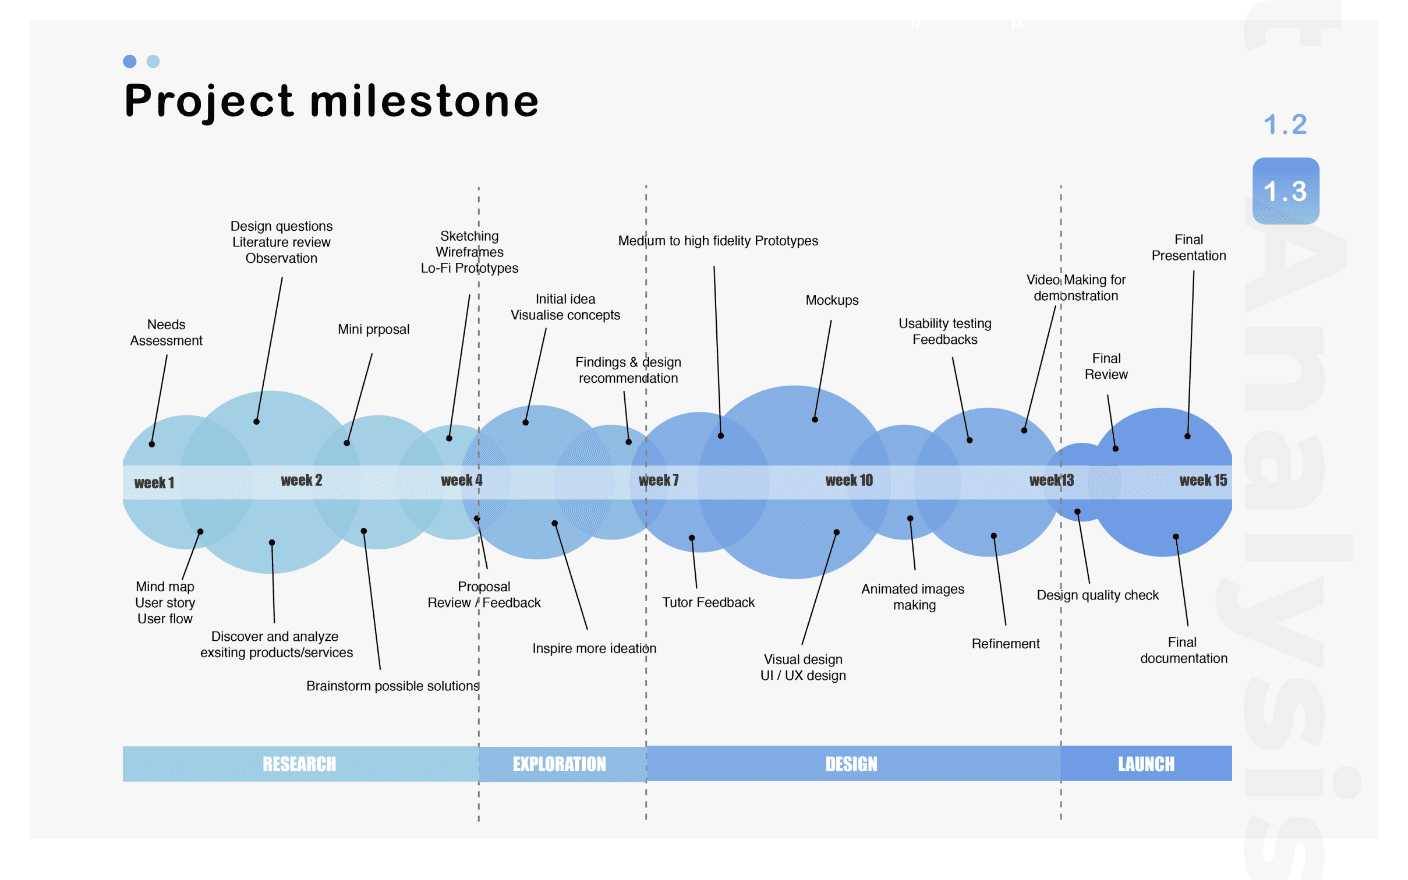 12
13
Project milestone
1.2
1.3
t Analysis
Design questions
Literature review
Observation
Sketching
Wireframes
Lo-Fi Prototypes
Medium to high fidelity Prototypes
Final
Presentation
Needs
Assessment
Mini prposal
Initial idea
Visualise concepts
Findings & design
recommendation
Mockups
Usability testing
Feedbacks
Video Making for
demonstration
Final
Review
week 1
week 2
week 4
week 7
week 10
week13
week 15
Mind map
User story
User flow
Discover and analyze
exsiting products/services
Brainstorm possible solutions
Proposal
Review / Feedback
Inspire more ideation
Tutor Feedback
Visual design
UI / UX design
Animated images
making
Refinement
Design quality check
Final
documentation
RESEARCH
EXPLORATION
DESIGN
LAUNCH